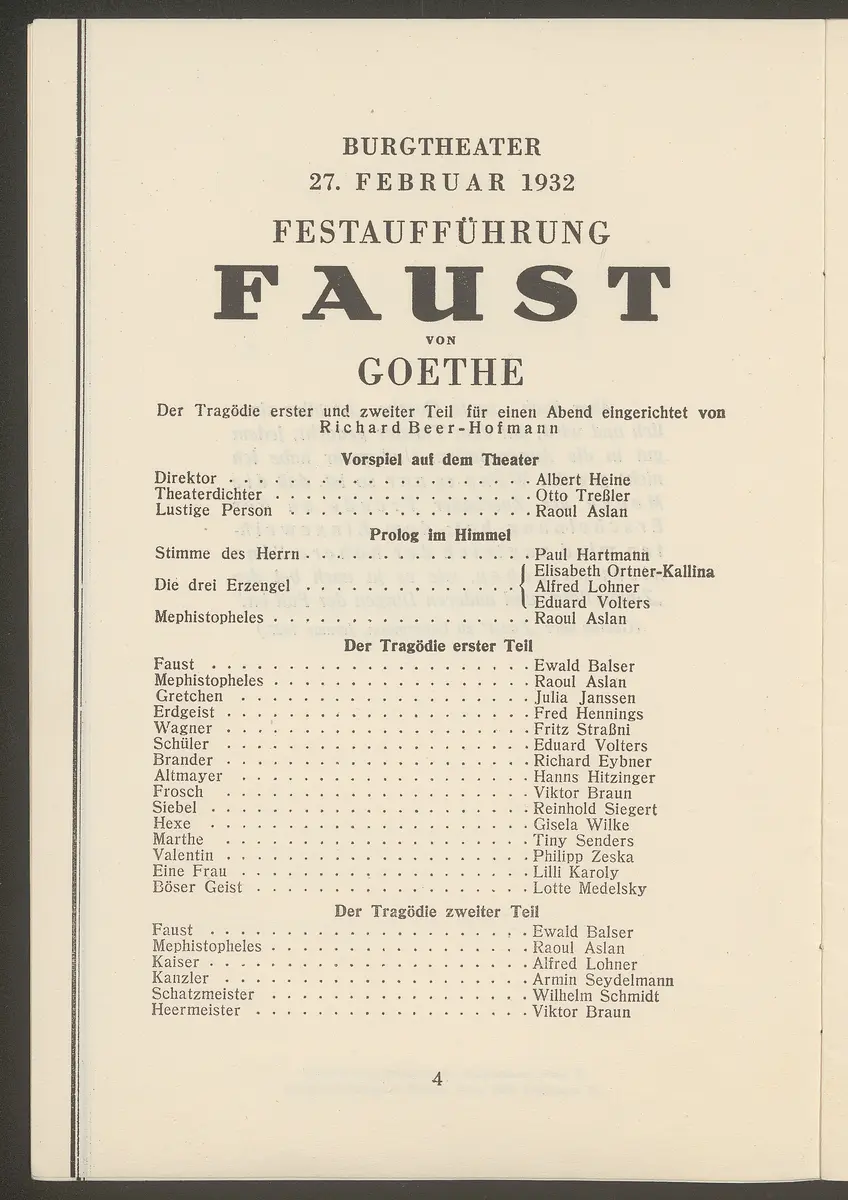 BURGTHEATER
27. FEBRUAR 1932
FESTAUFFÜHRUNG
FAUST
VON
GOETHE
Der Tragödie erster und zweiter Teil für einen Abend eingerichtet von
Richard Beer-Hofmann
Vorspiel auf dem Theater
Direktor . . . . . . . . . . . . . . . . . . . . Albert Heine
Theaterdichter . . . . . . . . . . . . . . . . . Otto Treßler
Lustige Person . . . . . . . . . . . . . . . . Raoul Aslan
Prolog im Himmel
Stimme des Herrn . . . . . . . . . . . . . . . Paul Hartmann
Die drei Erzengel . . . . . . . . . . . . . . { Elisabeth Ortner-Kallina
Alfred Lohner
Eduard Volters
Mephistopheles . . . . . . . . . . . . . . . . . Raoul Aslan
Der Tragödie erster Teil
Faust . . . . . . . . . . . . . . . . . . . . . Ewald Balser
Mephistopheles . . . . . . . . . . . . . . . . . Raoul Aslan
Gretchen . . . . . . . . . . . . . . . . . . . Julia Janssen
Erdgeist . . . . . . . . . . . . . . . . . . . . Fred Hennings
Wagner . . . . . . . . . . . . . . . . . . . . Fritz Straßni
Schüler . . . . . . . . . . . . . . . . . . . . Eduard Volters
Brander . . . . . . . . . . . . . . . . . . . . Richard Eybner
Altmayer . . . . . . . . . . . . . . . . . . . Hanns Hitzinger
Frosch . . . . . . . . . . . . . . . . . . . . Viktor Braun
Siebel . . . . . . . . . . . . . . . . . . . . . Reinhold Siegert
Hexe . . . . . . . . . . . . . . . . . . . . . Gisela Wilke
Marthe . . . . . . . . . . . . . . . . . . . . Tiny Senders
Valentin . . . . . . . . . . . . . . . . . . . . Philipp Zeska
Eine Frau . . . . . . . . . . . . . . . . . . . Lilli Karoly
Böser Geist . . . . . . . . . . . . . . . . . . Lotte Medelsky
Der Tragödie zweiter Teil
Faust . . . . . . . . . . . . . . . . . . . . . Ewald Balser
Mephistopheles . . . . . . . . . . . . . . . . . Raoul Aslan
Kaiser . . . . . . . . . . . . . . . . . . . . . Alfred Lohner
Kanzler . . . . . . . . . . . . . . . . . . . . Armin Seydelmann
Schatzmeister . . . . . . . . . . . . . . . . . Wilhelm Schmidt
Heermeister . . . . . . . . . . . . . . . . . . Viktor Braun
4